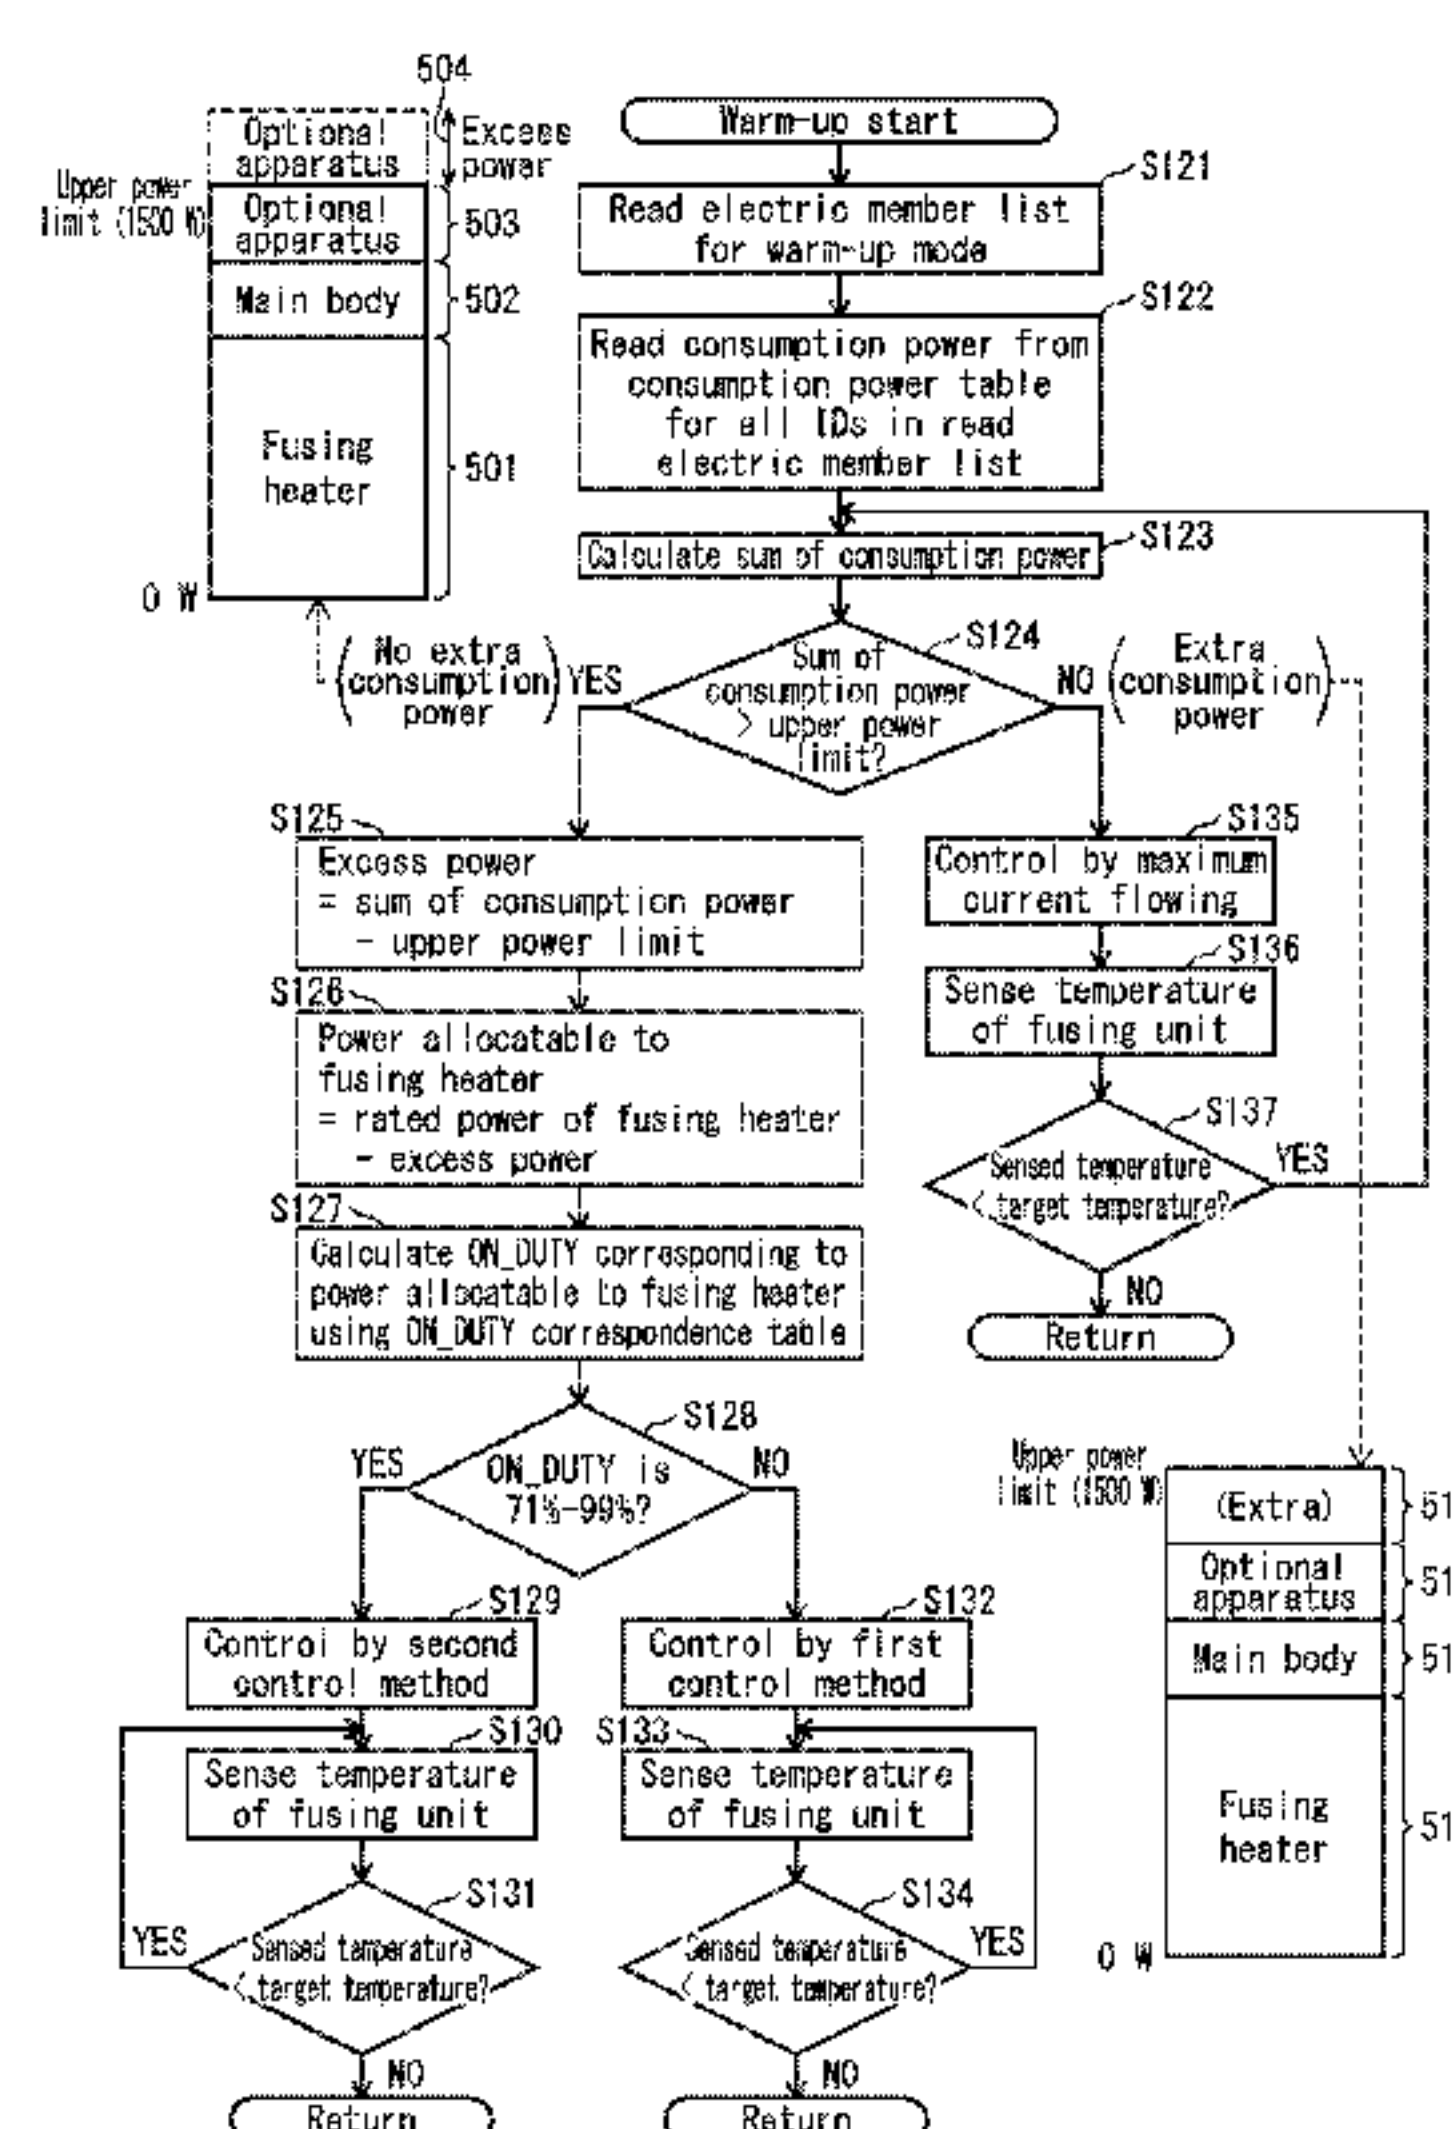 504
Optional
apparatus
Excess
power
Upper power
limit (1500 W)
Optional
apparatus
503
Main body
502
Fusing
heater
501
0 W
Warm-up start
S121
Read electric member list
for warm-up mode
S122
Read consumption power from
consumption power table
for all IDs in read
electric member list
S123
Calculate sum of consumption power
S124
Sum of
consumption power
> upper power
limit?
YES
(No extra
consumption
power)
NO
(Extra
consumption
power)
S125
Excess power
= sum of consumption power
- upper power limit
S126
Power allocatable to
fusing heater
= rated power of fusing heater
- excess power
S127
Calculate ON_DUTY corresponding to
power allocatable to fusing heater
using ON_DUTY correspondence table
S135
Control by maximum
current flowing
S136
Sense temperature
of fusing unit
S137
Sensed temperature
< target temperature?
YES
NO
Return
S128
ON_DUTY is
71%-99%?
YES
NO
S129
Control by second
control method
S130
Sense temperature
of fusing unit
S131
Sensed temperature
< target temperature?
YES
NO
Return
S132
Control by first
control method
S133
Sense temperature
of fusing unit
S134
Sensed temperature
< target temperature?
YES
NO
Return
Upper power
limit (1500 W)
(Extra)
51
Optional
apparatus
51
Main body
51
Fusing
heater
51
0 W